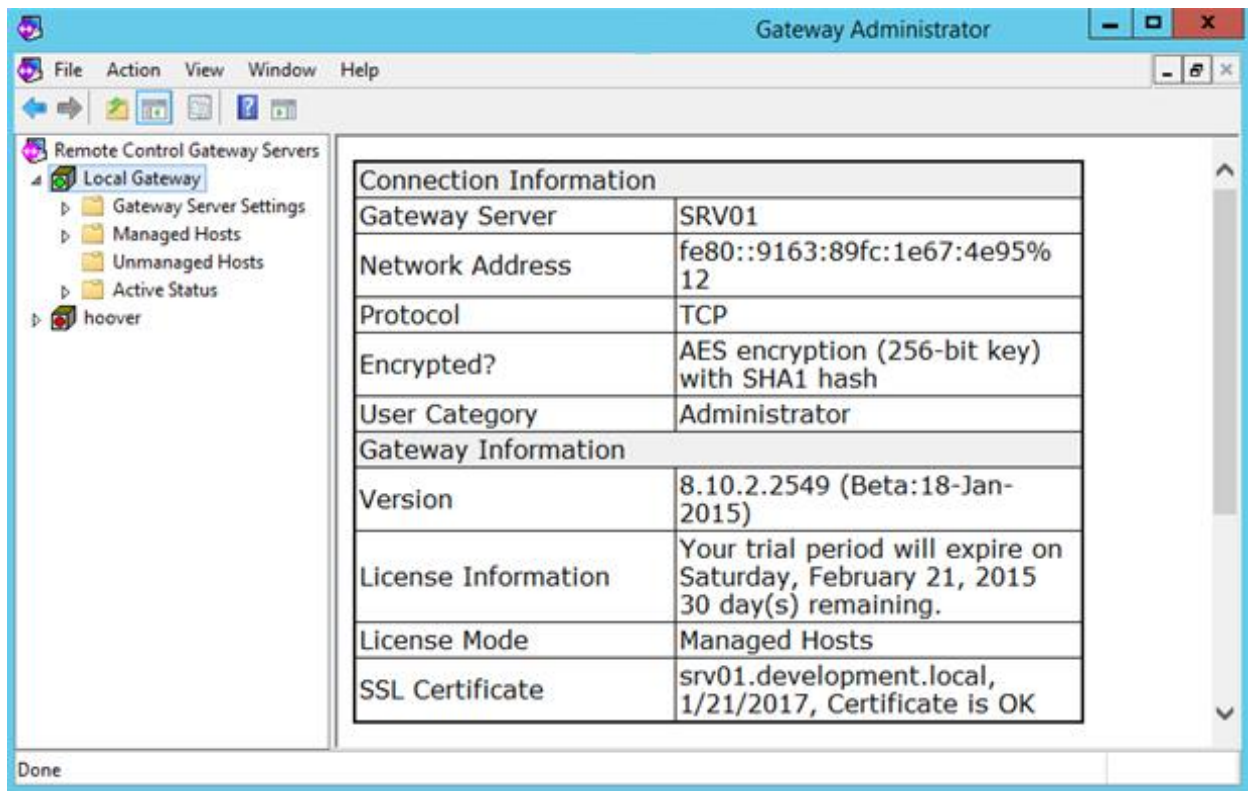 Gateway Administrator
File Action View Window Help
Remote Control Gateway Servers
Local Gateway
Gateway Server Settings
Managed Hosts
Unmanaged Hosts
Active Status
hoover
Connection Information
Gateway Server SRV01
Network Address fe80::9163:89fc:1e67:4e95%
12
Protocol TCP
Encrypted? AES encryption (256-bit key)
with SHA1 hash
User Category Administrator
Gateway Information
Version 8.10.2.2549 (Beta:18-Jan-
2015)
License Information Your trial period will expire on
Saturday, February 21, 2015
30 day(s) remaining.
License Mode Managed Hosts
SSL Certificate srv01.development.local,
1/21/2017, Certificate is OK
Done